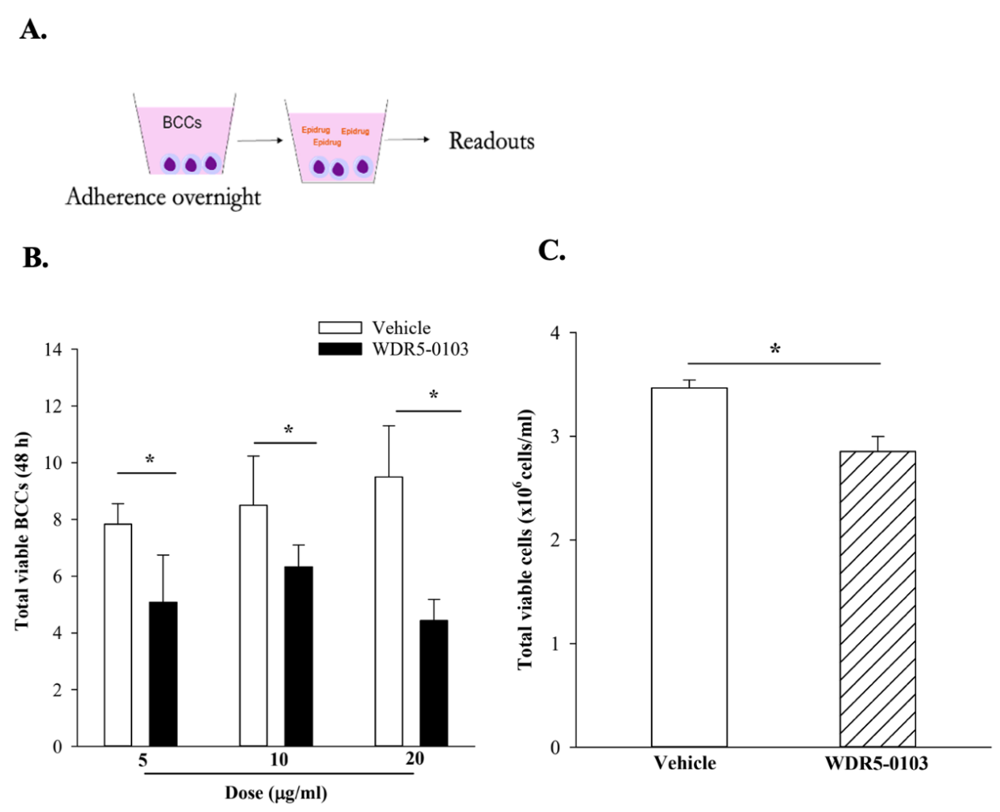 A.
BCCs
Epidrug Epidrug
Epidrug
Readouts
Adherence overnight
B.
Vehicle
WDR5-0103
14
12
10
8
6
4
2
0
*
*
*
Total viable BCCs (48 h)
5 10 20
Dose (µg/ml)
C.
4
3
2
1
0
*
Total viable cells (x10⁶ cells/ml)
Vehicle WDR5-0103